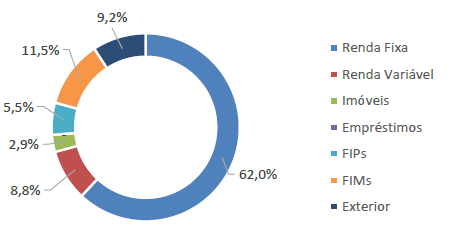 9,2%
11,5%
5,5%
2,9%
8,8%
62,0%
Renda Fixa
Renda Variável
Imóveis
Empréstimos
FIPs
FIMs
Exterior